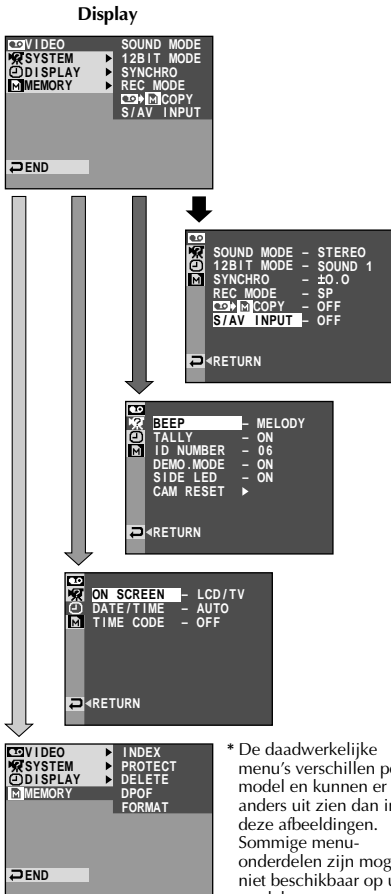 Display
VIDEO SOUND MODE
SYSTEM 12BIT MODE
DISPLAY SYNCHRO
MEMORY REC MODE
COPY
S/AV INPUT
END
SOUND MODE – STEREO
12BIT MODE – SOUND 1
SYNCHRO – ±0.0
REC MODE – SP
COPY – OFF
S/AV INPUT – OFF
RETURN
BEEP – MELODY
TALLY – ON
ID NUMBER – 06
DEMO.MODE – ON
SIDE LED – ON
CAM RESET
RETURN
ON SCREEN – LCD/TV
DATE/TIME – AUTO
TIME CODE – OFF
RETURN
VIDEO INDEX
SYSTEM PROTECT
DISPLAY DELETE
MEMORY DPOF
FORMAT
END
* De daadwerkelijke
menu's verschillen
model en kunnen er
anders uit zien dan
deze afbeeldingen.
Sommige menu-
onderdelen zijn
niet beschikbaar op